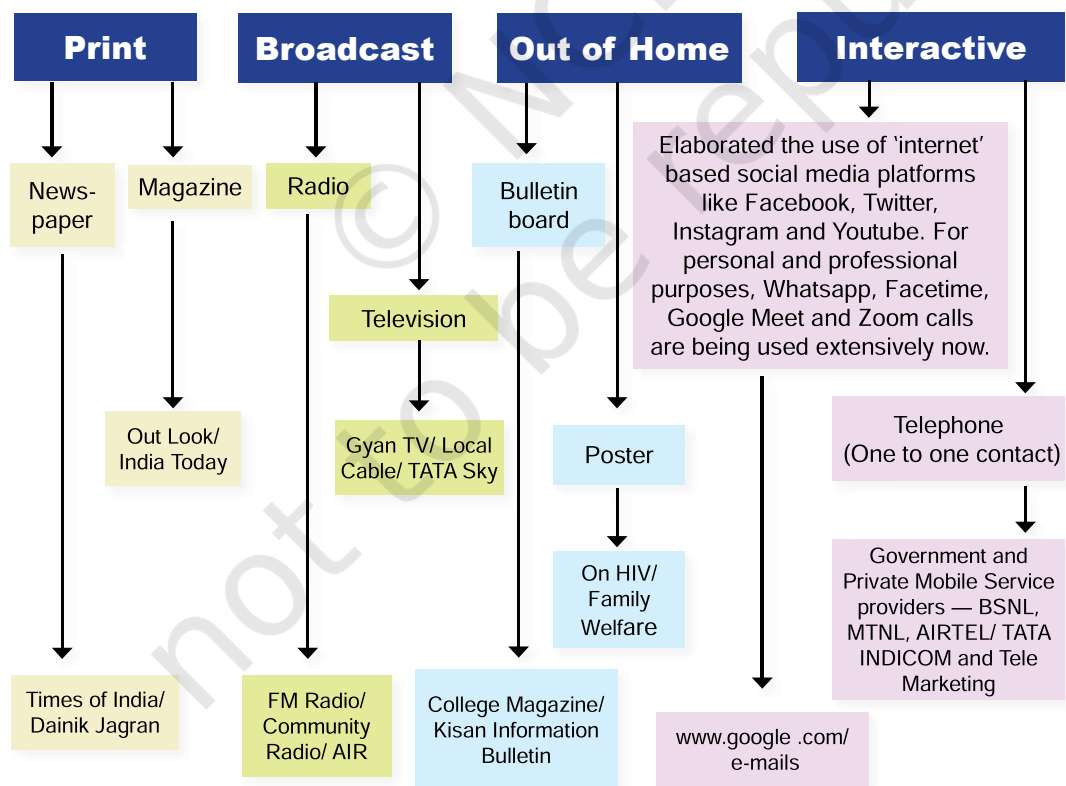 Print
Broadcast
Out of Home
Interactive
News-
paper
Magazine
Radio
Bulletin
board
Elaborated the use of ‘internet’
based social media platforms
like Facebook, Twitter,
Instagram and Youtube. For
personal and professional
purposes, Whatsapp, Facetime,
Google Meet and Zoom calls
are being used extensively now.
Television
Out Look/
India Today
Gyan TV/ Local
Cable/ TATA Sky
Poster
Telephone
(One to one contact)
On HIV/
Family
Welfare
Government and
Private Mobile Service
providers — BSNL,
MTNL, AIRTEL/ TATA
INDICOM and Tele
Marketing
Times of India/
Dainik Jagran
FM Radio/
Community
Radio/ AIR
College Magazine/
Kisan Information
Bulletin
www.google .com/
e-mails
© NC
not to be repu